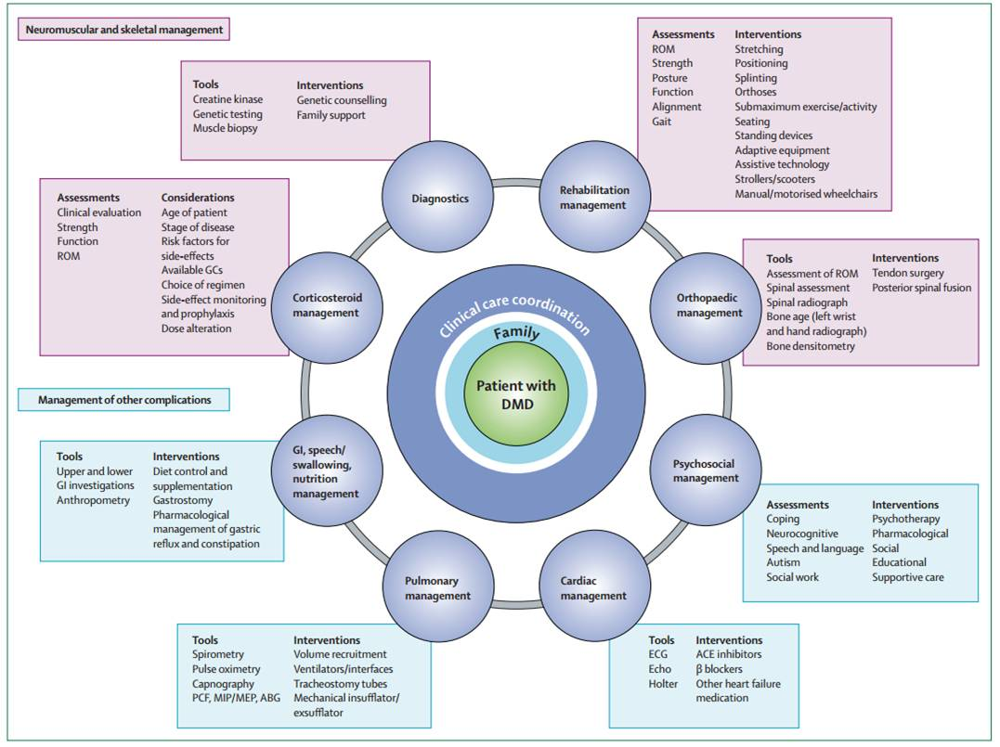 Neuromuscular and skeletal management
Tools
Creatine kinase
Genetic testing
Muscle biopsy
Interventions
Genetic counselling
Family support
Diagnostics
Assessments
ROM
Strength
Posture
Function
Alignment
Gait
Interventions
Stretching
Positioning
Splinting
Orthoses
Submaximum exercise/activity
Seating
Standing devices
Adaptive equipment
Assistive technology
Strollers/scooters
Manual/motorised wheelchairs
Rehabilitation
management
Assessments
Clinical evaluation
Strength
Function
ROM
Considerations
Age of patient
Stage of disease
Risk factors for
side-effects
Available GCs
Choice of regimen
Side-effect monitoring
and prophylaxis
Dose alteration
Corticosteroid
management
Tools
Assessment of ROM
Spinal assessment
Spinal radiograph
Bone age (left wrist
and hand radiograph)
Bone densitometry
Interventions
Tendon surgery
Posterior spinal fusion
Orthopaedic
management
Clinical care coordination
Family
Patient with
DMD
Management of other complications
Tools
Upper and lower
GI investigations
Anthropometry
Interventions
Diet control and
supplementation
Gastrostomy
Pharmacological
management of gastric
reflux and constipation
GI, speech/
swallowing,
nutrition
management
Psychosocial
management
Assessments
Coping
Neurocognitive
Speech and language
Autism
Social work
Interventions
Psychotherapy
Pharmacological
Social
Educational
Supportive care
Pulmonary
management
Tools
Spirometry
Pulse oximetry
Capnography
PCF, MIP/MEP, ABG
Interventions
Volume recruitment
Ventilators/interfaces
Tracheostomy tubes
Mechanical insufflator/
exsufflator
Cardiac
management
Tools
ECG
Echo
Holter
Interventions
ACE inhibitors
β blockers
Other heart failure
medication